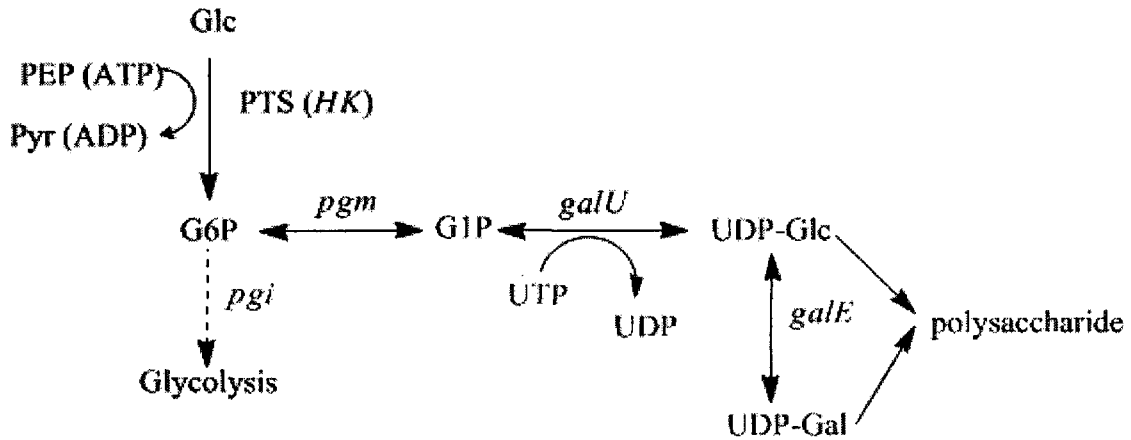 Glc
PEP (ATP)
PTS (HK)
Pyr (ADP)
G6P
pgm
G1P
galU
UDP-Glc
pgi
UTP
UDP
galE
polysaccharide
Glycolysis
UDP-Gal